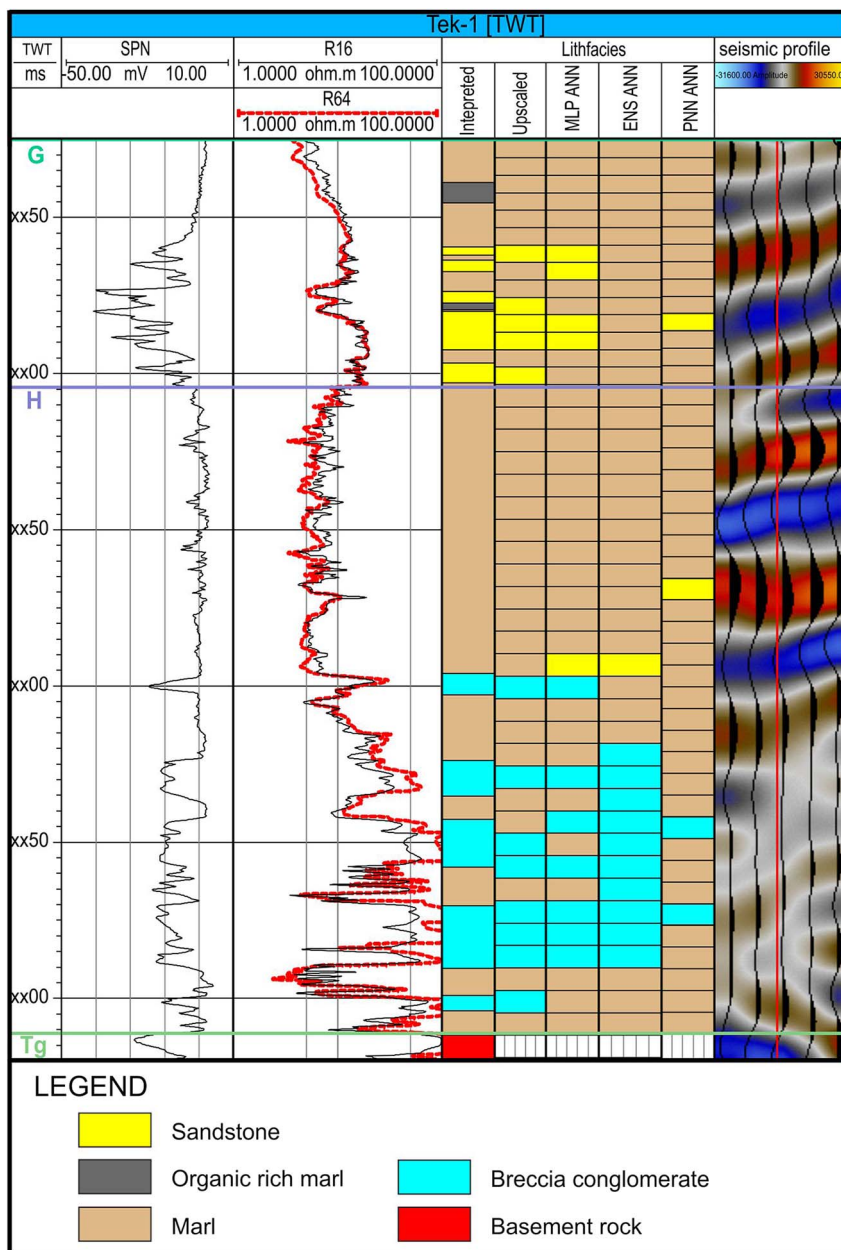 Tek-1 [TWT]
TWT SPN R16 Lithfacies seismic profile
ms -50.00 mV 10.00 1.0000 ohm.m 100.0000 -31600.00 Amplitude 30550.0
R64
1.0000 ohm.m 100.0000
Intepreted Upscaled MLP ANN ENS ANN PNN ANN
G
xx50
xx00
H
xx50
xx00
xx50
xx00
Tg
LEGEND
Sandstone
Organic rich marl Breccia conglomerate
Marl Basement rock